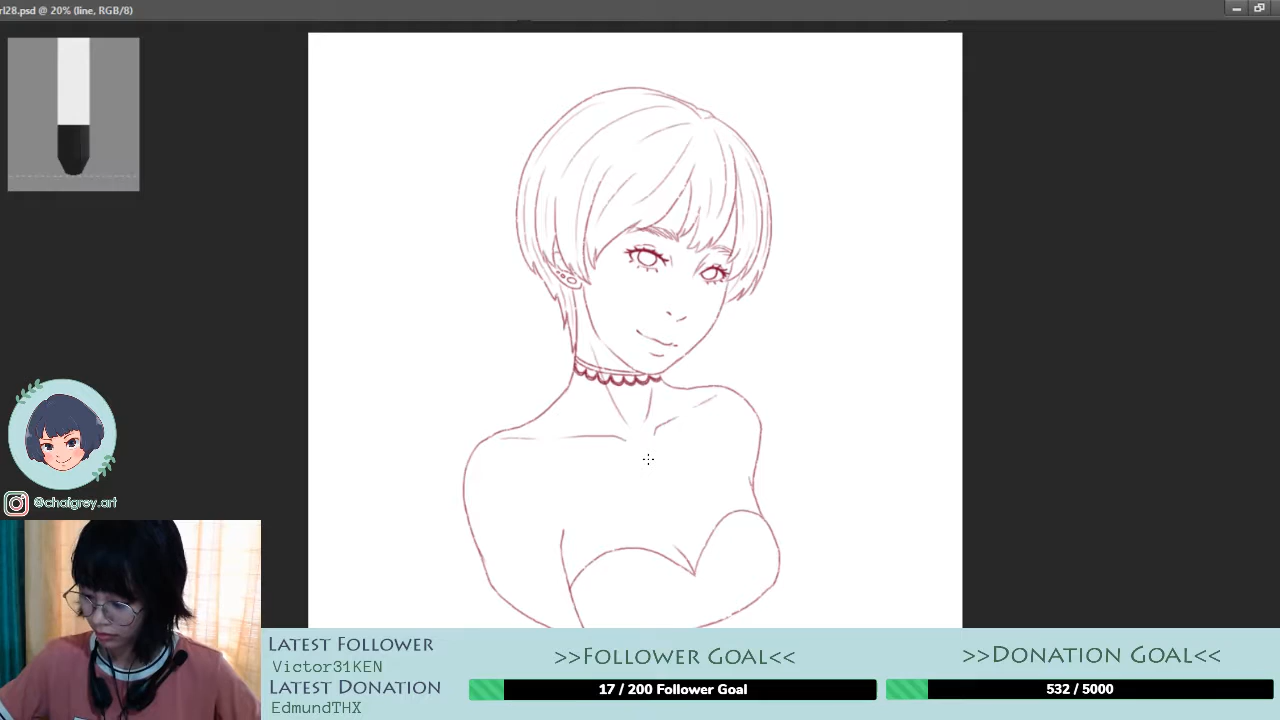 rl28.psd @ 20% (line, RGB/8)
@chaigrey.art
LATEST FOLLOWER
Victor31KEN
LATEST DONATION
EdmundTHX
>>FOLLOWER GOAL<<
17 / 200 Follower Goal
>>DONATION GOAL<<
532 / 5000